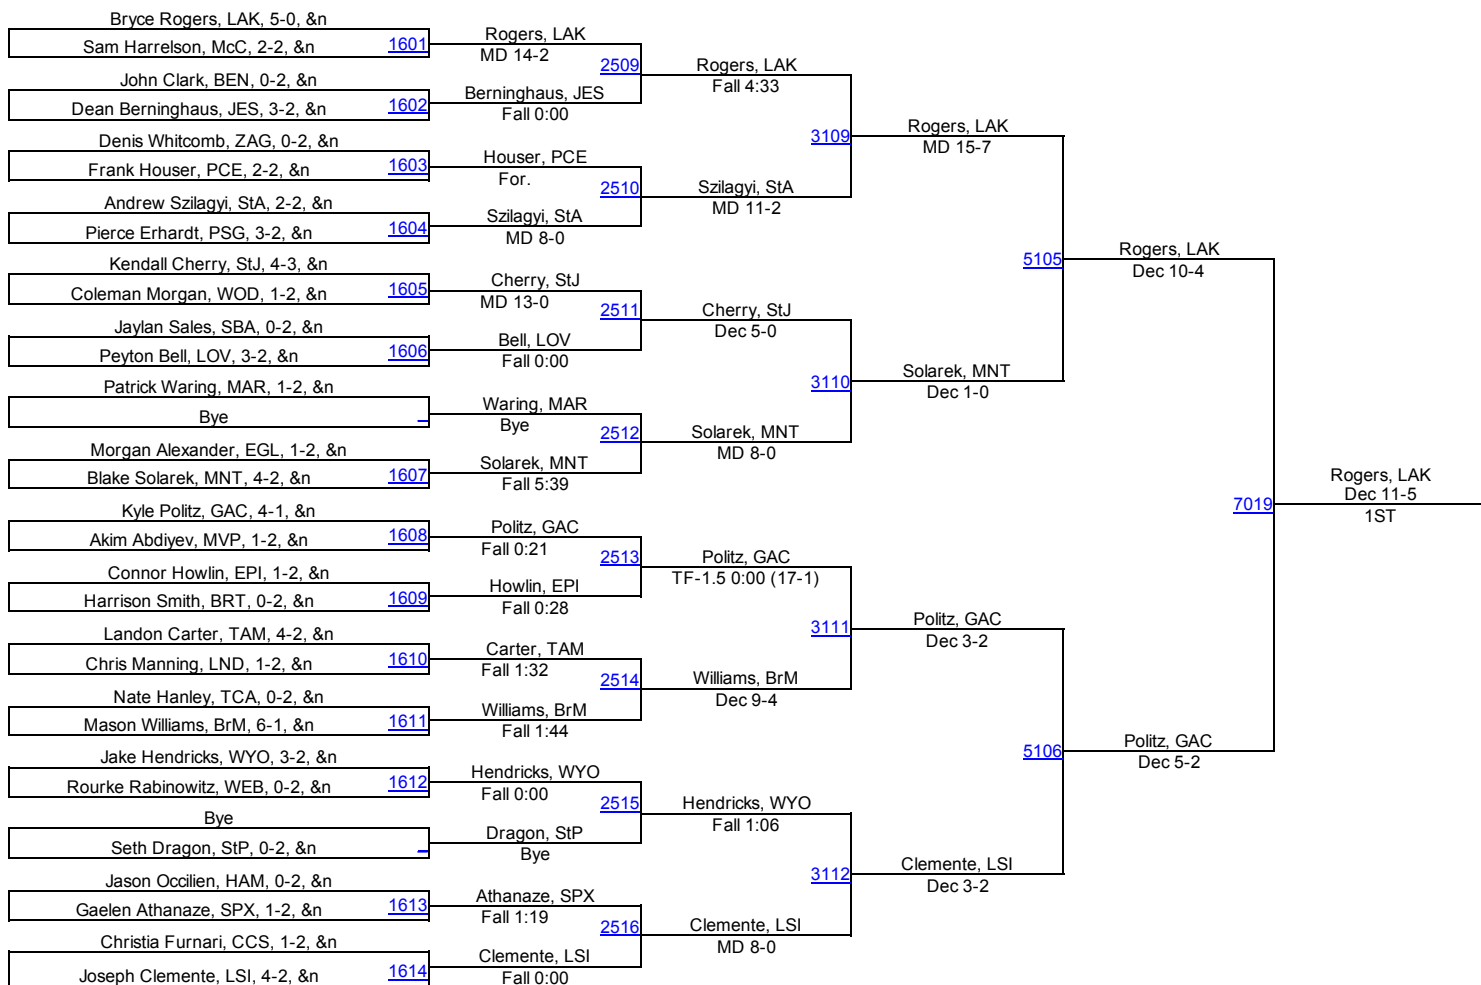 Bryce Rogers, LAK, 5-0, &n
Sam Harrelson, McC, 2-2, &n
1601
John Clark, BEN, 0-2, &n
Dean Berninghaus, JES, 3-2, &n
1602
Denis Whitcomb, ZAG, 0-2, &n
Frank Houser, PCE, 2-2, &n
1603
Andrew Szilagyi, StA, 2-2, &n
Pierce Erhardt, PSG, 3-2, &n
1604
Kendall Cherry, StJ, 4-3, &n
Coleman Morgan, WOD, 1-2, &n
1605
Jaylan Sales, SBA, 0-2, &n
Peyton Bell, LOV, 3-2, &n
1606
Patrick Waring, MAR, 1-2, &n
Bye
Morgan Alexander, EGL, 1-2, &n
Blake Solarek, MNT, 4-2, &n
1607
Kyle Politz, GAC, 4-1, &n
Akim Abdiyev, MVP, 1-2, &n
1608
Connor Howlin, EPI, 1-2, &n
Harrison Smith, BRT, 0-2, &n
1609
Landon Carter, TAM, 4-2, &n
Chris Manning, LND, 1-2, &n
1610
Nate Hanley, TCA, 0-2, &n
Mason Williams, BrM, 6-1, &n
1611
Jake Hendricks, WYO, 3-2, &n
Rourke Rabinowitz, WEB, 0-2, &n
1612
Bye
Seth Dragon, StP, 0-2, &n
Jason Occilien, HAM, 0-2, &n
Gaelen Athanaze, SPX, 1-2, &n
1613
Christia Furnari, CCS, 1-2, &n
Joseph Clemente, LSI, 4-2, &n
1614
Rogers, LAK
MD 14-2
2509
Berninghaus, JES
Fall 0:00
Houser, PCE
For.
2510
Szilagyi, StA
MD 8-0
Cherry, StJ
MD 13-0
2511
Bell, LOV
Fall 0:00
Waring, MAR
Bye
2512
Solarek, MNT
Fall 5:39
Politz, GAC
Fall 0:21
2513
Howlin, EPI
Fall 0:28
Carter, TAM
Fall 1:32
2514
Williams, BrM
Fall 1:44
Hendricks, WYO
Fall 0:00
2515
Dragon, StP
Bye
Athanaze, SPX
Fall 1:19
2516
Clemente, LSI
Fall 0:00
Rogers, LAK
Fall 4:33
3109
Szilagyi, StA
MD 11-2
Cherry, StJ
Dec 5-0
3110
Solarek, MNT
MD 8-0
Politz, GAC
TF-1.5 0:00 (17-1)
3111
Williams, BrM
Dec 9-4
Hendricks, WYO
Fall 1:06
3112
Clemente, LSI
MD 8-0
Rogers, LAK
MD 15-7
5105
Solarek, MNT
Dec 1-0
Politz, GAC
Dec 3-2
5106
Clemente, LSI
Dec 3-2
Rogers, LAK
Dec 10-4
7019
Politz, GAC
Dec 5-2
Rogers, LAK
Dec 11-5
1ST